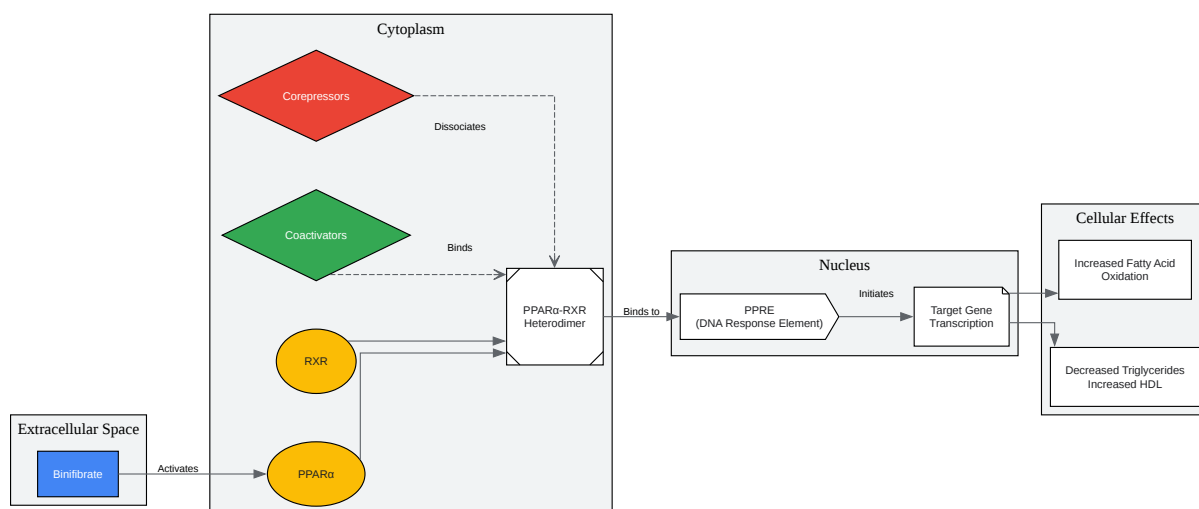 Cytoplasm
Corepressors
Dissociates
Coactivators
Binds
PPARα-RXR
Heterodimer
RXR
PPARα
Extracellular Space
Binifibrate
Activates
Binds to
Nucleus
PPRE
(DNA Response Element)
Initiates
Target Gene
Transcription
Cellular Effects
Increased Fatty Acid
Oxidation
Decreased Triglycerides
Increased HDL